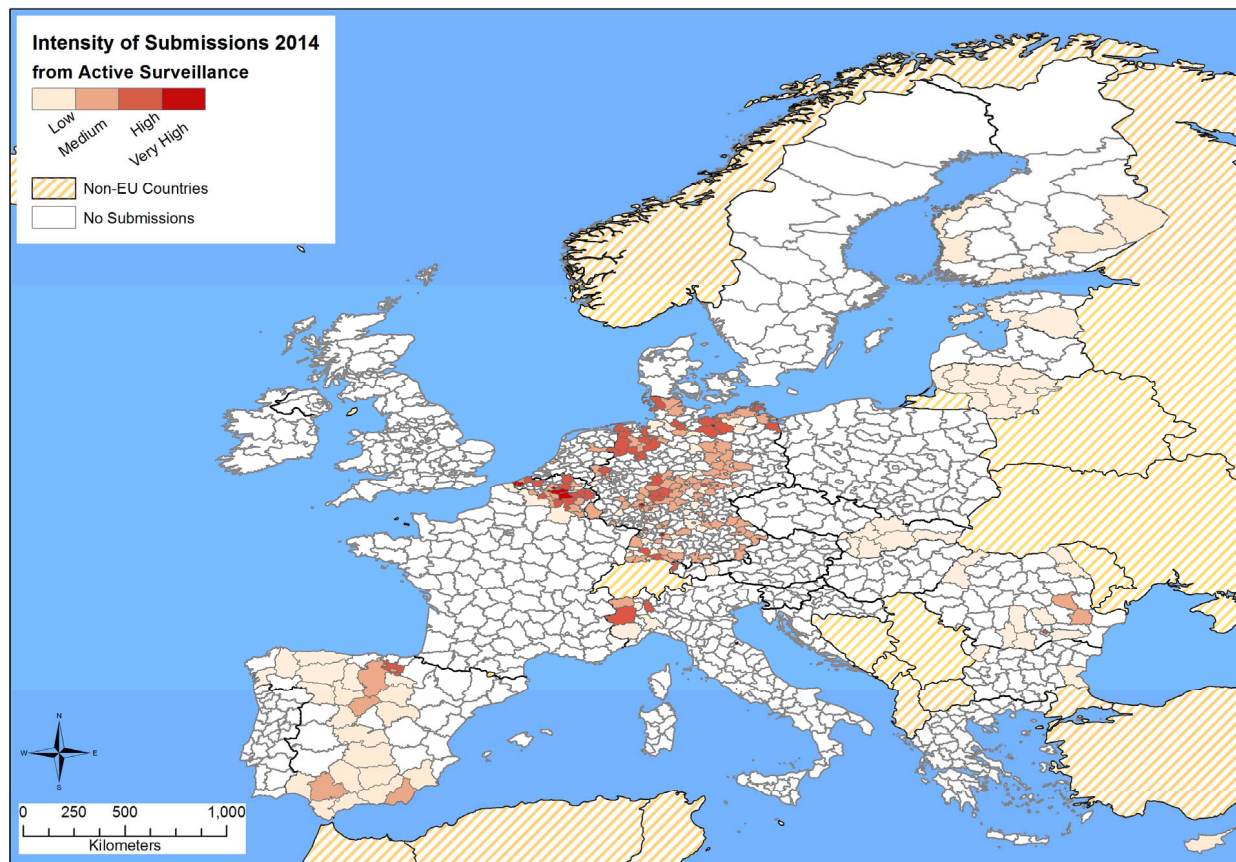 Intensity of Submissions 2014
from Active Surveillance
Low
Medium
High
Very High
Non-EU Countries
No Submissions
N
W E
S
0 250 500 1,000
Kilometers